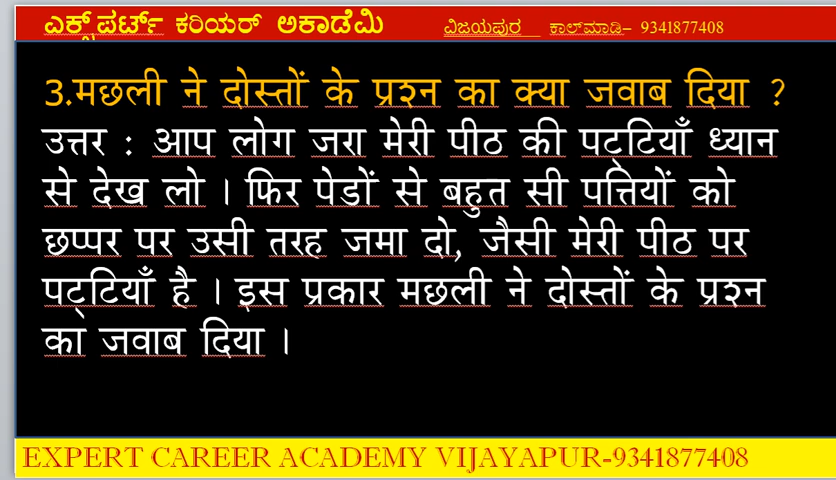 ಎಕ್ಸ್‌ಪರ್ಟ್ ಕರಿಯರ್ ಅಕಾಡೆಮಿ ವಿಜಯಪುರ ಕಾಲ್‌ಮಾಡಿ– 9341877408
3.मछली ने दोस्तों के प्रश्न का क्या जवाब दिया ?
उत्तर : आप लोग जरा मेरी पीठ की पट्टियाँ ध्यान
से देख लो । फिर पेडों से बहुत सी पत्तियों को
छप्पर पर उसी तरह जमा दो, जैसी मेरी पीठ पर
पट्टियाँ है । इस प्रकार मछली ने दोस्तों के प्रश्न
का जवाब दिया ।
EXPERT CAREER ACADEMY VIJAYAPUR-9341877408